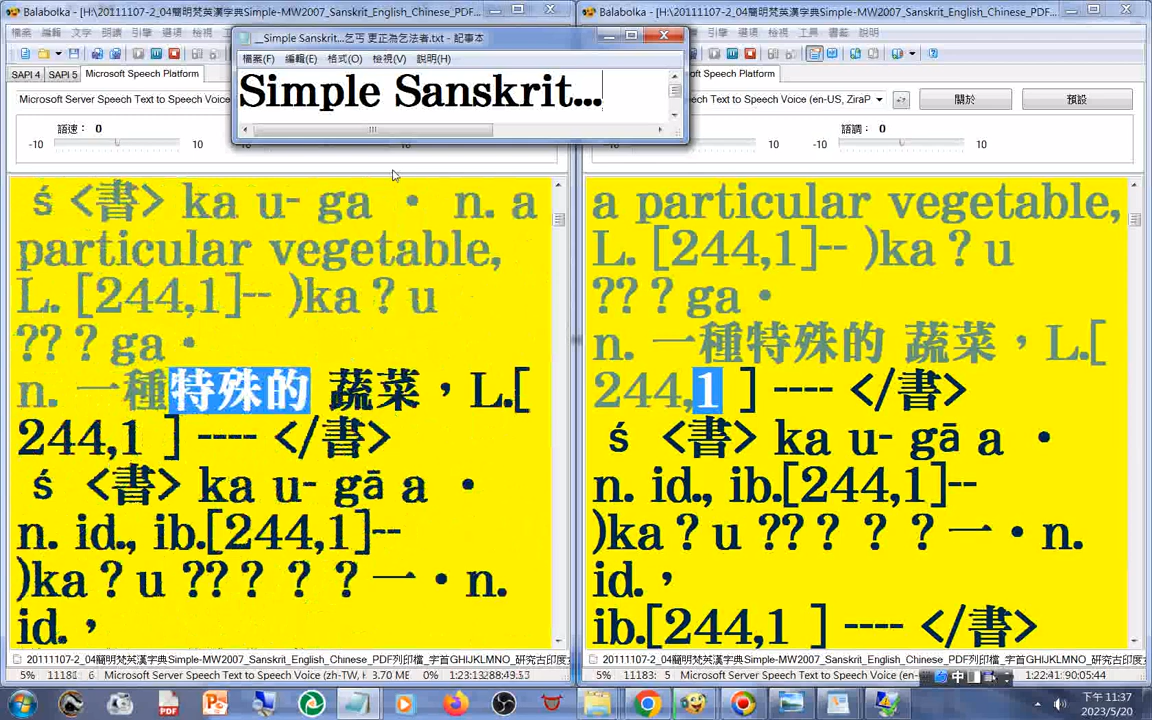 Balabolka - [H:\20111107-2_04簡明梵英漢字典Simple-MW2007_Sanskrit_English_Chinese_PDF...
Balabolka - [H:\20111107-2_04簡明梵英漢字典Simple-MW2007_Sanskrit_English_Chinese_PDF...
__Simple Sanskrit...乞丐 更正為乞法者.txt - 記事本
檔案(F) 編輯(E) 格式(O) 檢視(V) 說明(H)
Simple Sanskrit...
SAPI 4 SAPI 5 Microsoft Speech Platform
Microsoft Server Speech Text to Speech Voice
語速: 0
-10 10
Speech Platform
ech Text to Speech Voice (en-US, ZiraP
關於 預設
語調: 0
-10 10
ś <書> ka u- ga • n. a
particular vegetable,
L. [244,1]-- )ka？u
??？ga •
n. 一種特殊的 蔬菜，L.[
244,1 ] ---- </書>
ś <書> ka u- gā a •
n. id., ib.[244,1]--
)ka？u ??？？？一 • n.
id.，
a particular vegetable,
L. [244,1]-- )ka？u
??？ga •
n. 一種特殊的 蔬菜，L.[
244,1 ] ---- </書>
ś <書> ka u- gā a •
n. id., ib.[244,1]--
)ka？u ??？？？一 • n.
id.，
ib.[244,1 ] ---- </書>
20111107-2_04簡明梵英漢字典Simple-MW2007_Sanskrit_English_Chinese_PDF列印檔_字首GHIJKLMNO_研究古印度
20111107-2_04簡明梵英漢字典Simple-MW2007_Sanskrit_English_Chinese_PDF列印檔_字首GHIJKLMNO_研究古印度
5% Microsoft Server Speech Text to Speech Voice (zh-TW, 3.70 MB 0%
5% 11183: 5 Microsoft Server Speech Text to Speech Voice 1:22:41
中
下午 11:37
2023/5/20